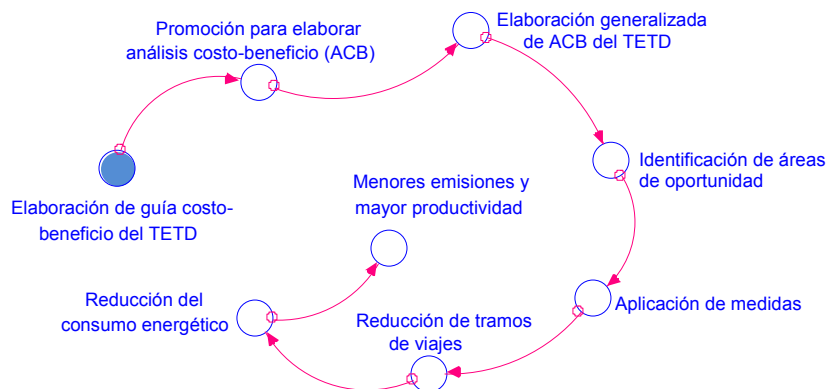 Promoción para elaborar
análisis costo-beneficio (ACB)
Elaboración generalizada
de ACB del TETD
Identificación de áreas
de oportunidad
Menores emisiones y
mayor productividad
Elaboración de guía costo-
beneficio del TETD
Reducción del
consumo energético
Aplicación de medidas
Reducción de tramos
de viajes